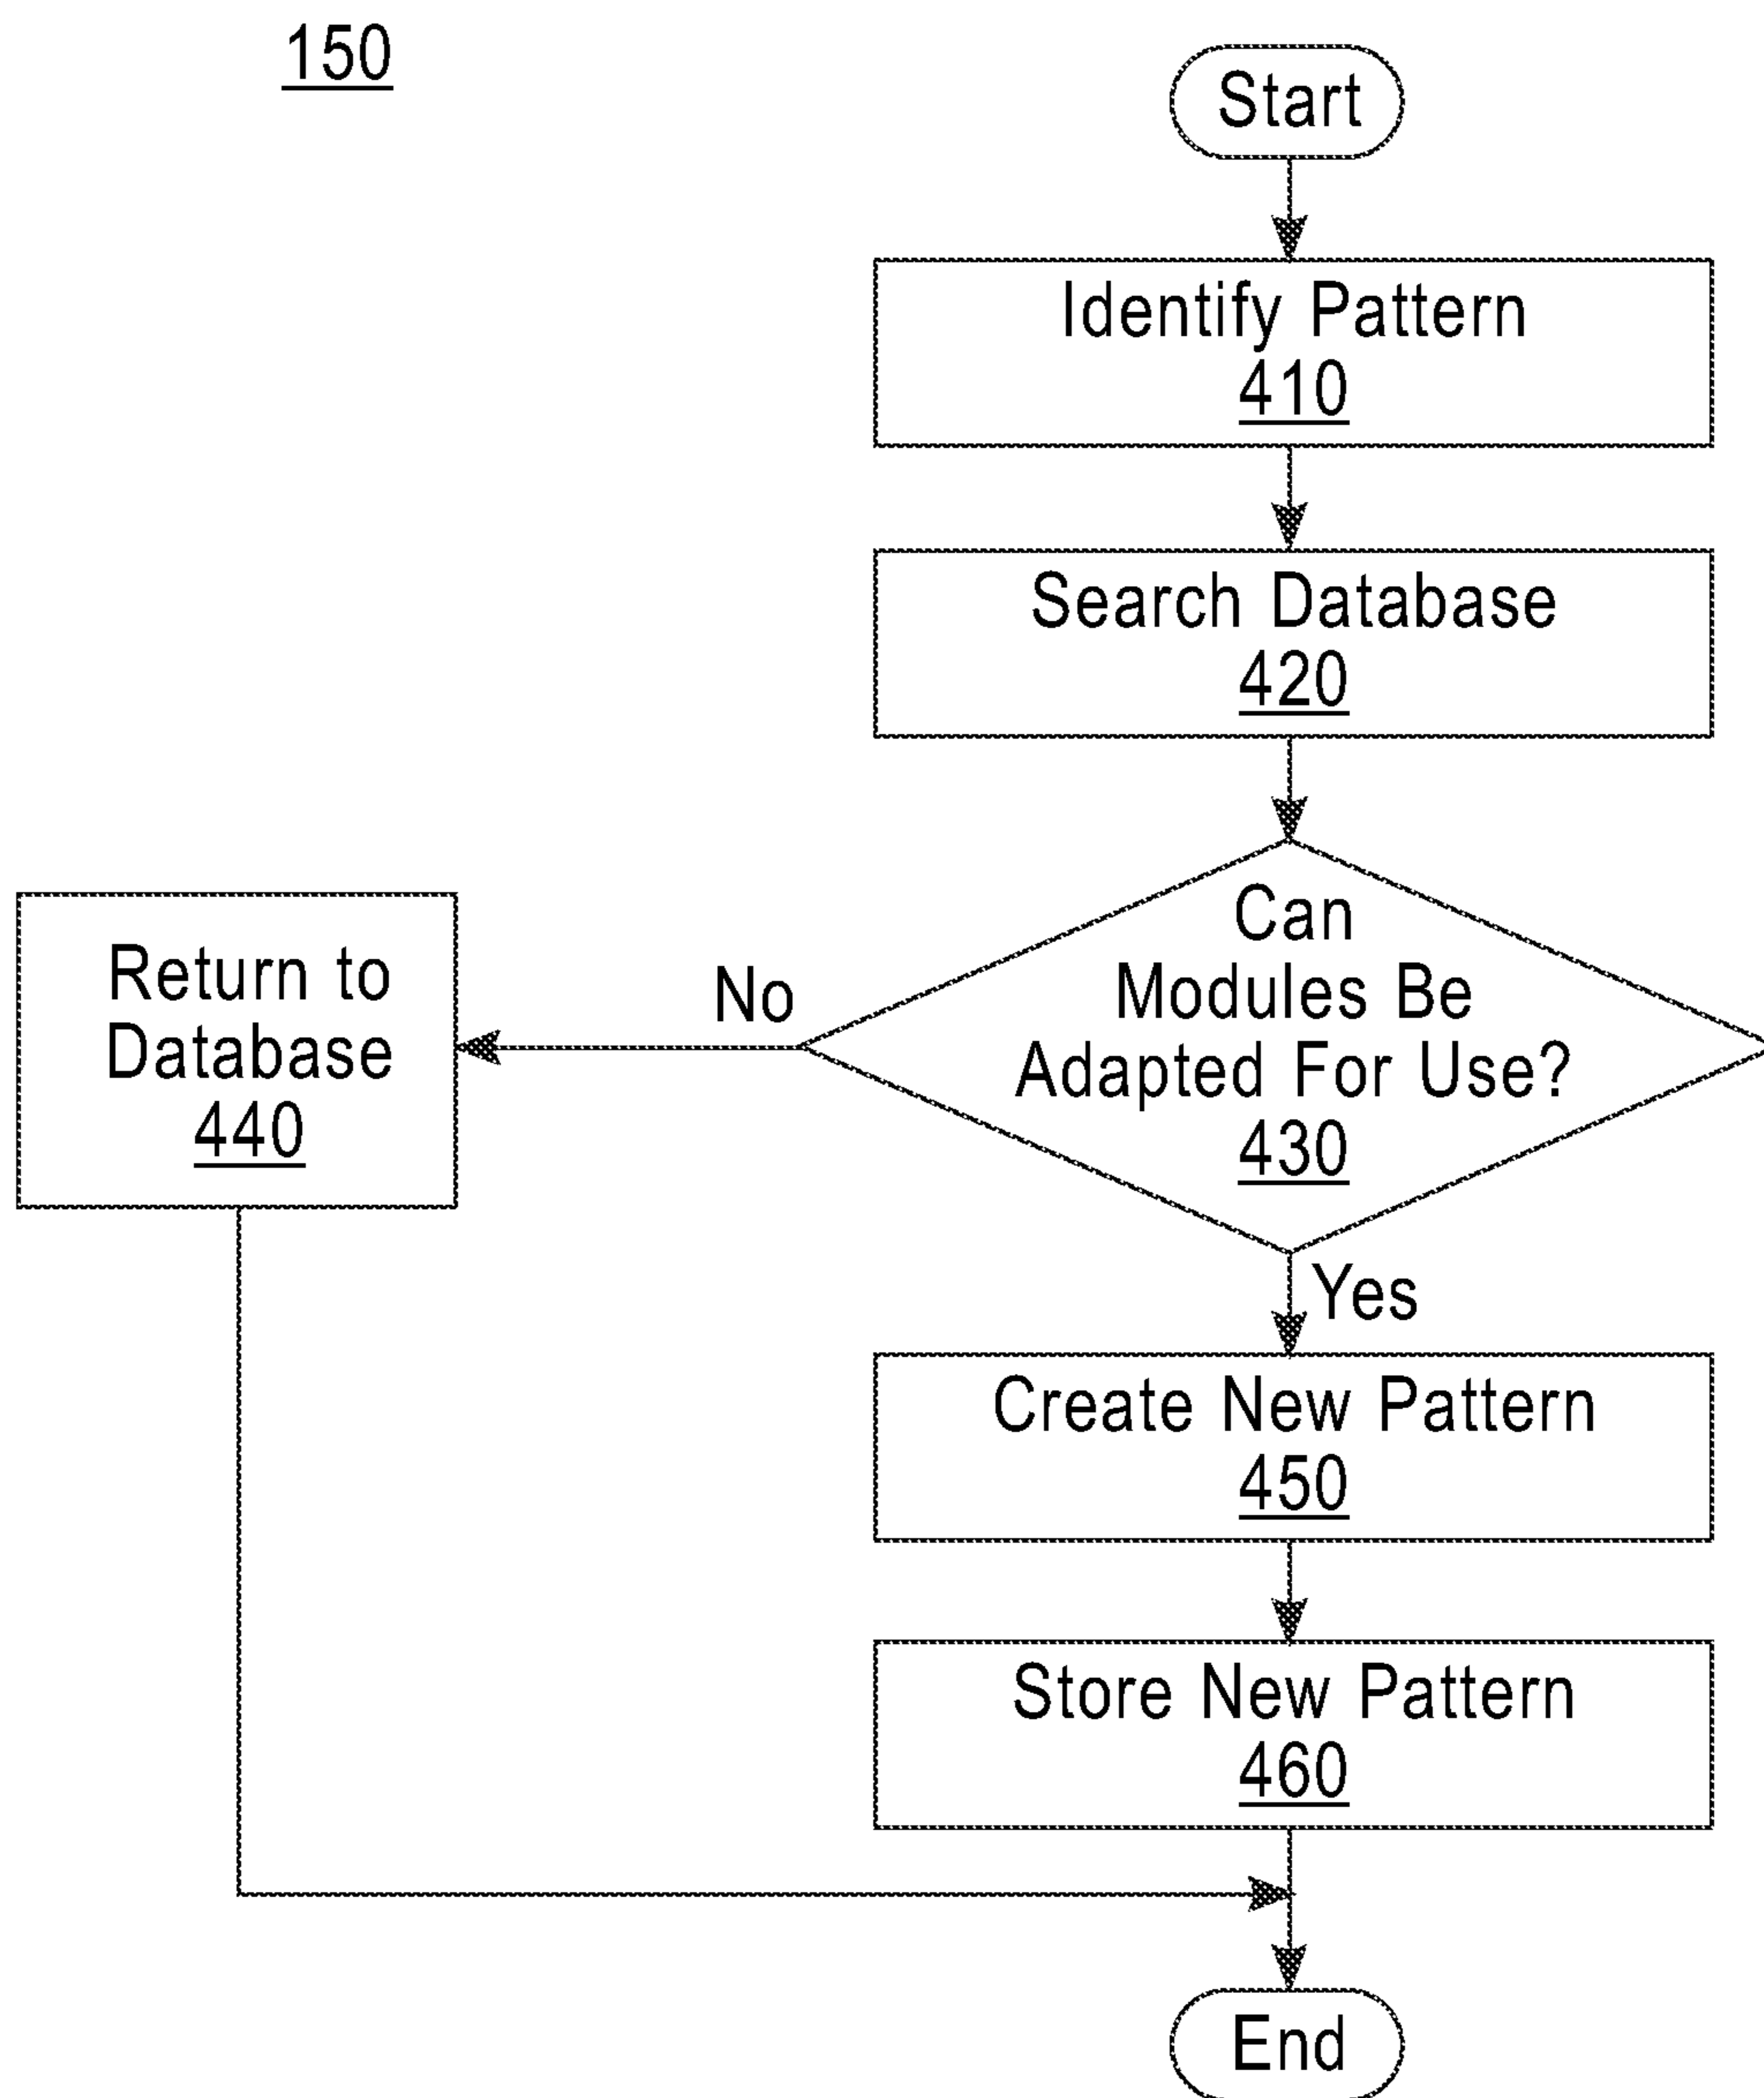 150
Start
Identify Pattern
410
Search Database
420
Can
Modules Be
Adapted For Use?
430
No
Return to
Database
440
Yes
Create New Pattern
450
Store New Pattern
460
End